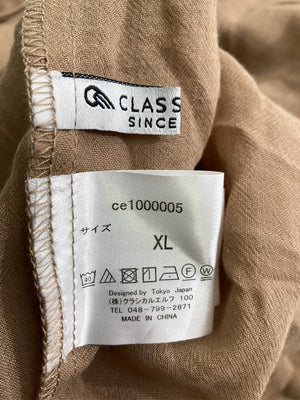 CLASS
SINCE
ce1000005
サイズ
XL
40
F
W
Designed by Tokyo Japan
(株)クラシカルエルフ 100
TEL 048-799-2871
MADE IN CHINA